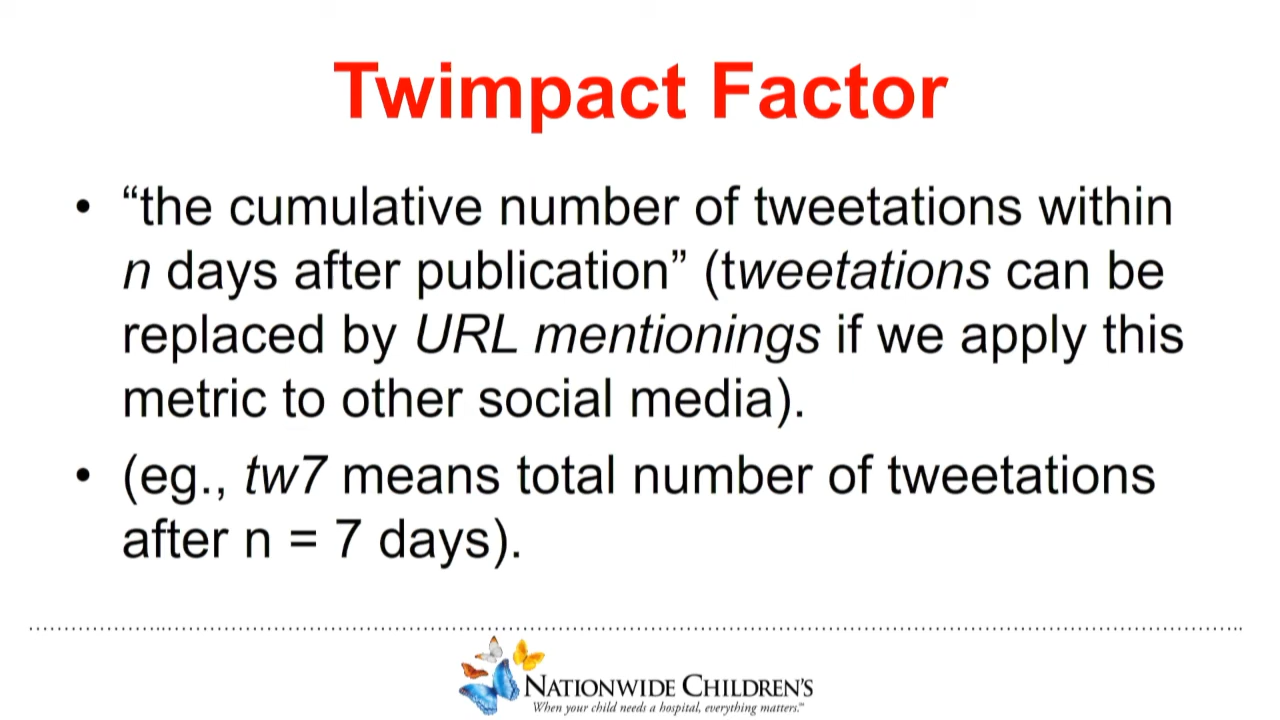 Twimpact Factor
• “the cumulative number of tweetations within
n days after publication” (tweetations can be
replaced by URL mentionings if we apply this
metric to other social media).
• (eg., tw7 means total number of tweetations
after n = 7 days).
NATIONWIDE CHILDREN'S
When your child needs a hospital, everything matters.℠